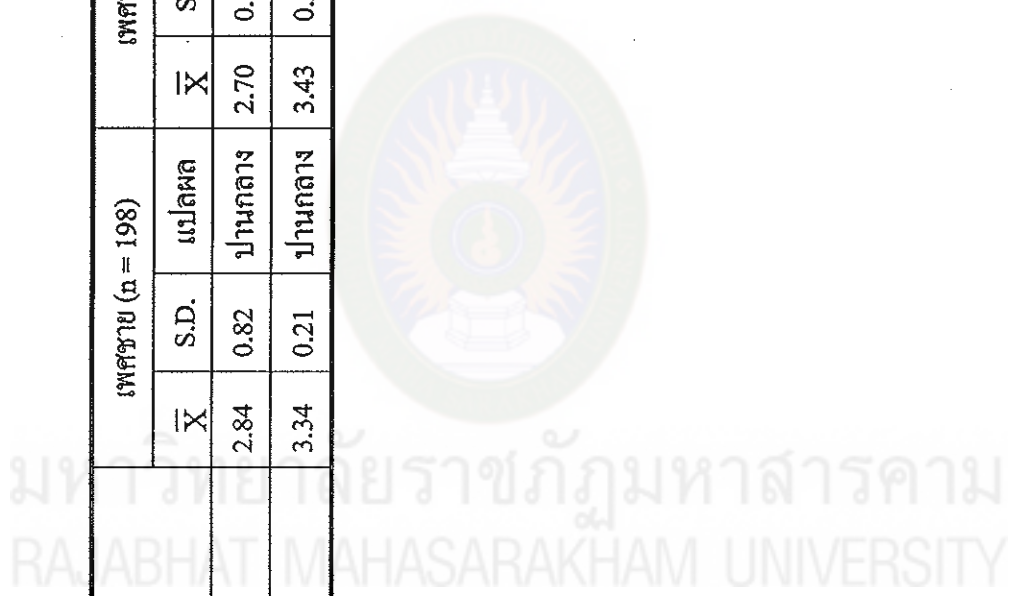 เพศชาย (n = 198) เพศ
X̄ S.D. แปลผล X̄ S
2.84 0.82 ปานกลาง 2.70 0.
3.34 0.21 ปานกลาง 3.43 0.
มหาวิทยาลัยราชภัฏมหาสารคาม
RAJABHAT MAHASARAKHAM UNIVERSITY